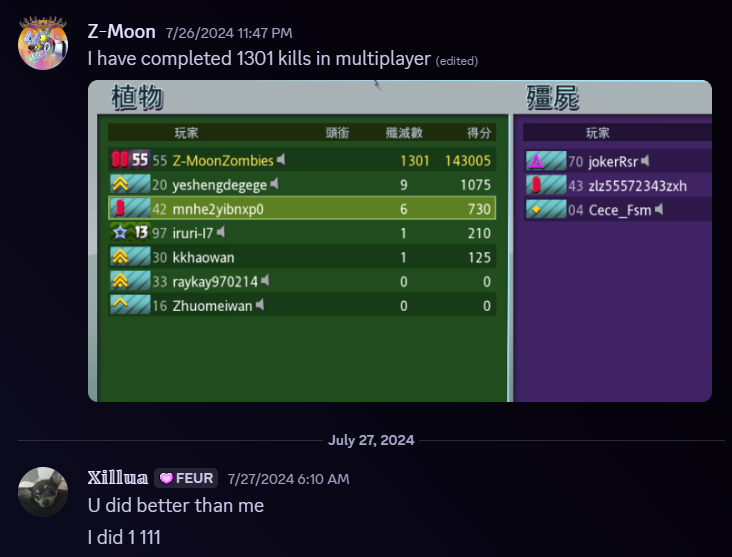 Z-Moon 7/26/2024 11:47 PM
I have completed 1301 kills in multiplayer (edited)
植物 殭屍
玩家 頭銜 殲滅數 得分 玩家
55 55 Z-MoonZombies 1301 143005 70 jokerRsr
20 yeshengdegege 9 1075 43 zlz55572343zxh
42 mnhe2yibnxp0 6 730 04 Cece_Fsm
13 97 iruri-I7 1 210
30 kkhaowan 1 125
33 raykay970214 0 0
16 Zhuomeiwan 0 0
July 27, 2024
𝕏𝕚𝕝𝕝𝕦𝕒 FEUR 7/27/2024 6:10 AM
U did better than me
I did 1 111